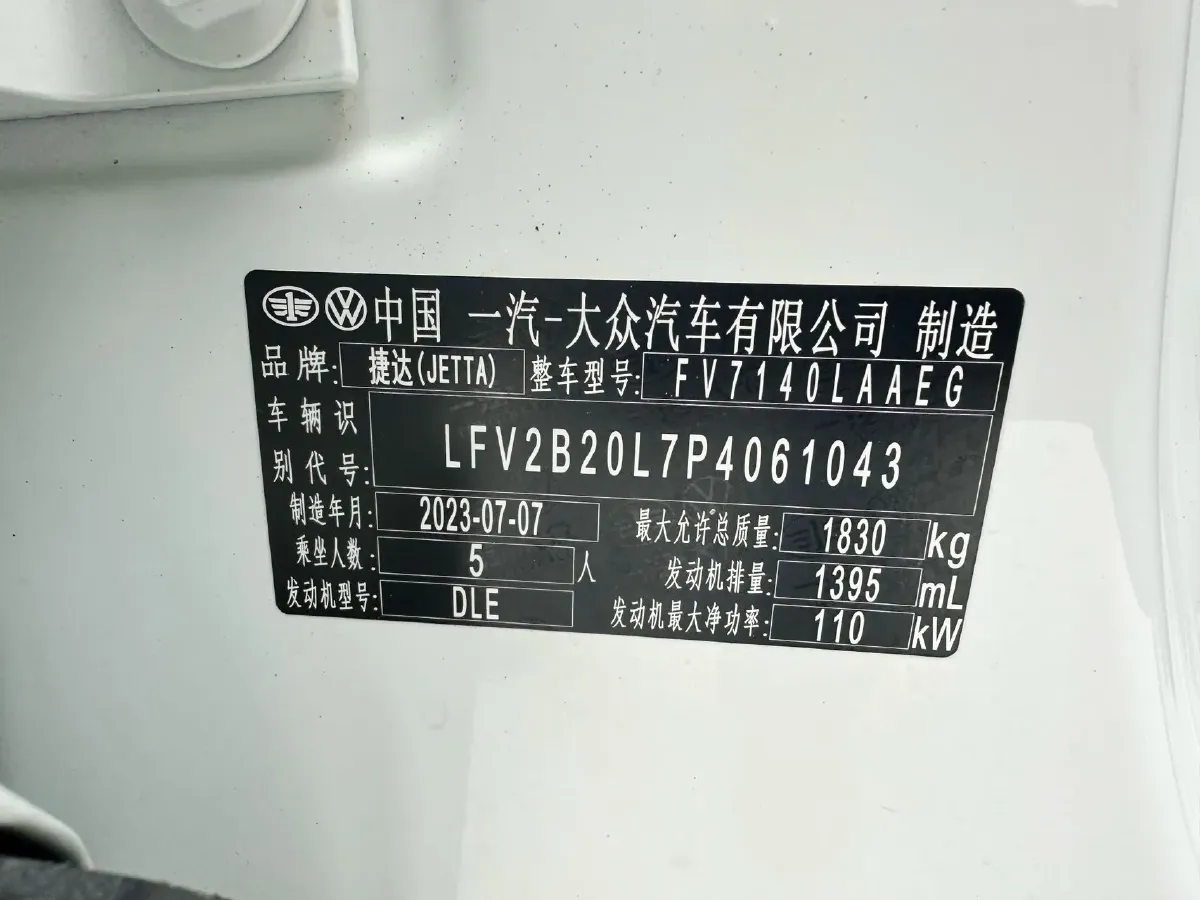 中国 一汽-大众汽车有限公司 制造
品牌: 捷达(JETTA) 整车型号: FV7140LAAEG
车辆识别代号: LFV2B20L7P4061043
制造年月: 2023-07-07 最大允许总质量: 1830 kg
乘坐人数: 5 人 发动机排量: 1395 mL
发动机型号: DLE 发动机最大净功率: 110 kW